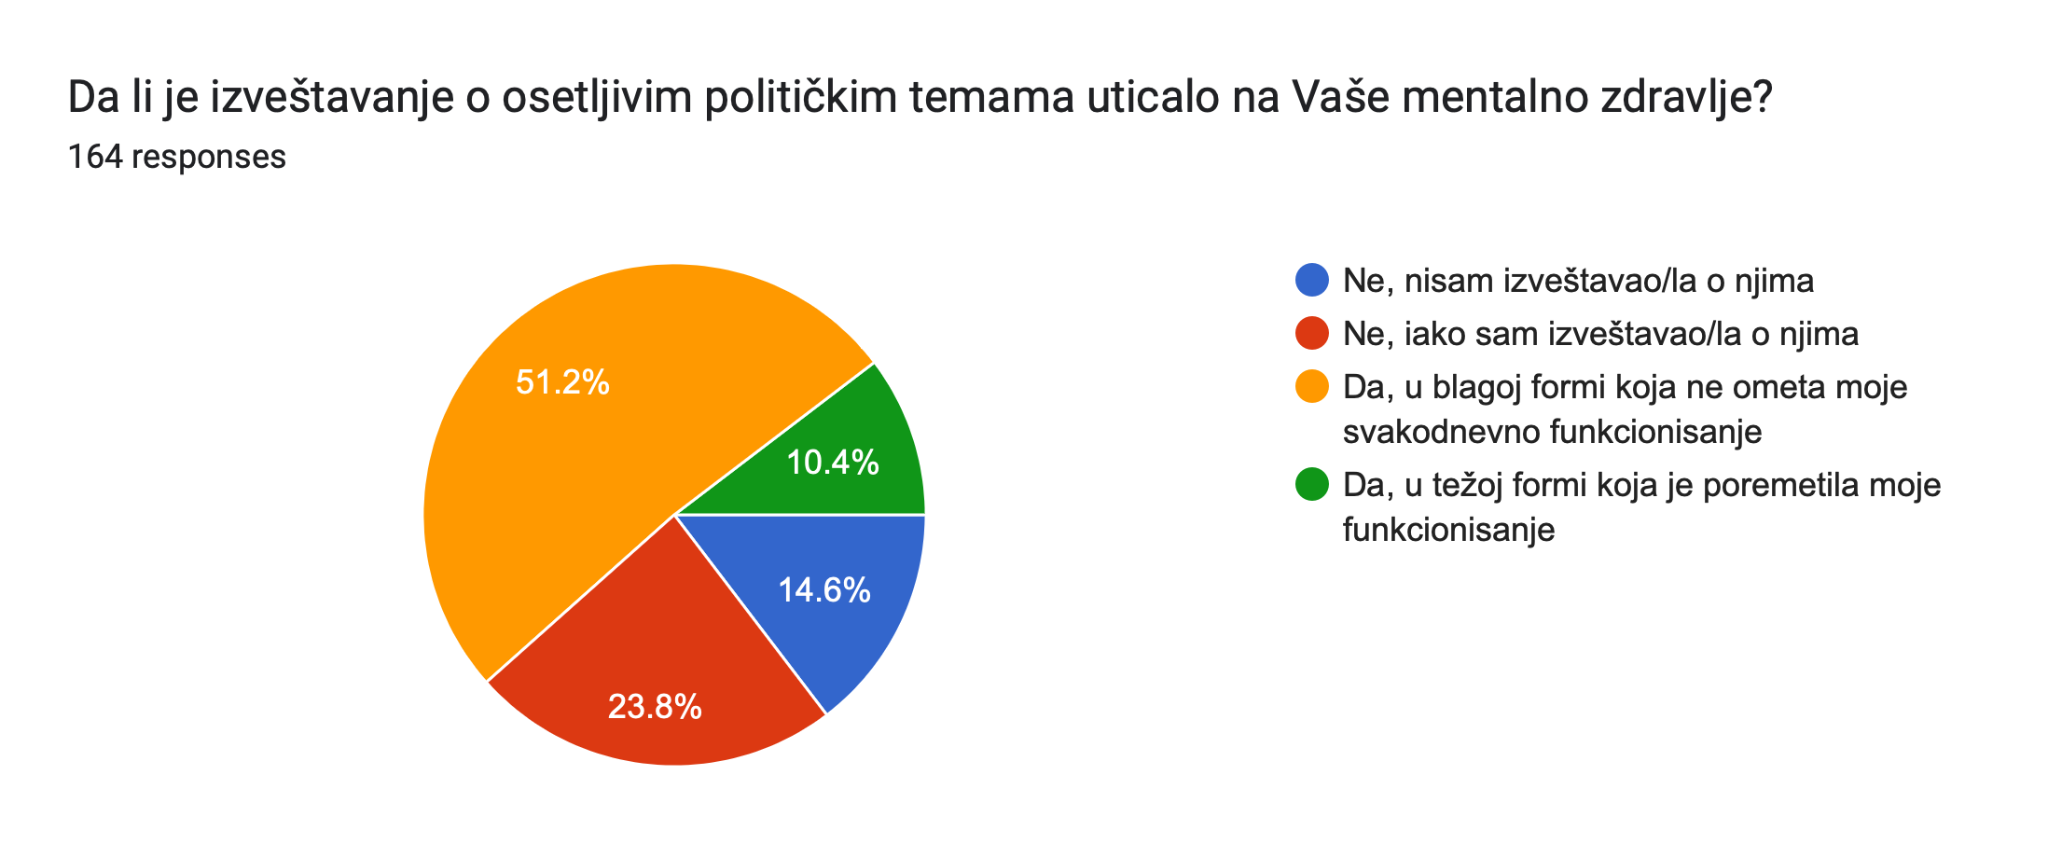 Da li je izveštavanje o osetljivim političkim temama uticalo na Vaše mentalno zdravlje?
164 responses
51.2%
10.4%
14.6%
23.8%
Ne, nisam izveštavao/la o njima
Ne, iako sam izveštavao/la o njima
Da, u blagoj formi koja ne ometa moje
svakodnevno funkcionisanje
Da, u težoj formi koja je poremetila moje
funkcionisanje